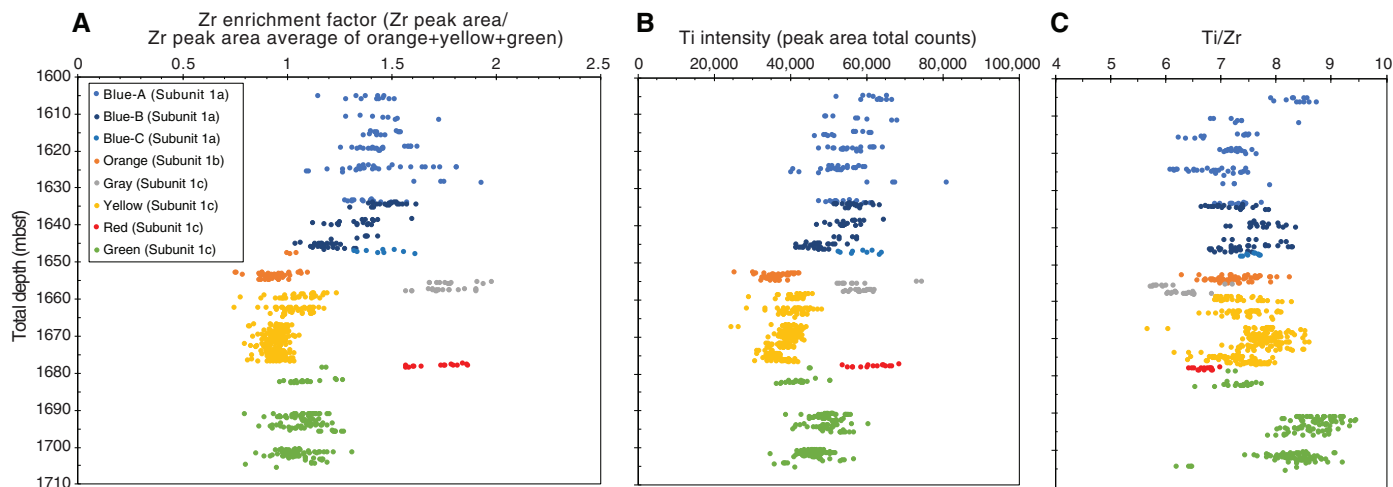 A
Zr enrichment factor (Zr peak area/
Zr peak area average of orange+yellow+green)
0 0.5 1 1.5 2 2.5
Total depth (mbsf)
1600
1610
1620
1630
1640
1650
1660
1670
1680
1690
1700
1710
Blue-A (Subunit 1a)
Blue-B (Subunit 1a)
Blue-C (Subunit 1a)
Orange (Subunit 1b)
Gray (Subunit 1c)
Yellow (Subunit 1c)
Red (Subunit 1c)
Green (Subunit 1c)
B
Ti intensity (peak area total counts)
0 20,000 40,000 60,000 80,000 100,000
C
Ti/Zr
4 5 6 7 8 9 10